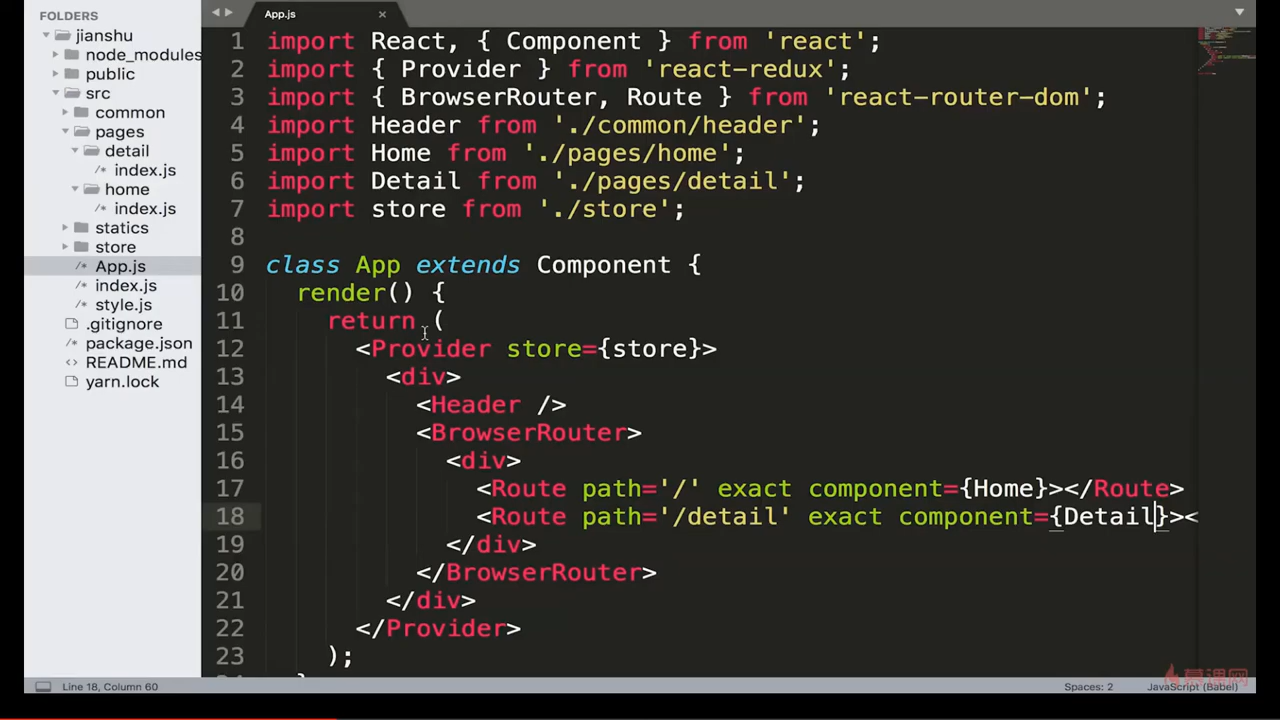 FOLDERS
jianshu
node_modules
public
src
common
pages
detail
index.js
home
index.js
statics
store
App.js
index.js
style.js
.gitignore
package.json
README.md
yarn.lock
App.js
1 import React, { Component } from 'react';
2 import { Provider } from 'react-redux';
3 import { BrowserRouter, Route } from 'react-router-dom';
4 import Header from './common/header';
5 import Home from './pages/home';
6 import Detail from './pages/detail';
7 import store from './store';
8
9 class App extends Component {
10 render() {
11 return (
12 <Provider store={store}>
13 <div>
14 <Header />
15 <BrowserRouter>
16 <div>
17 <Route path='/' exact component={Home}></Route>
18 <Route path='/detail' exact component={Detail}><
19 </div>
20 </BrowserRouter>
21 </div>
22 </Provider>
23 );
慕课网
Line 18, Column 60
Spaces: 2
JavaScript (Babel)